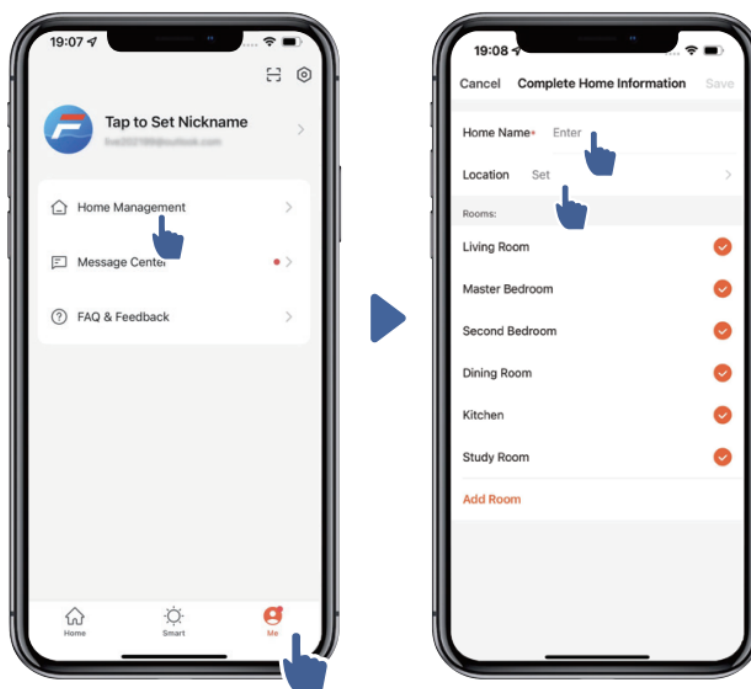 19:07
Tap to Set Nickname
Home Management
Message Center
FAQ & Feedback
Home
Smart
Me
19:08
Cancel Complete Home Information Save
Home Name* Enter
Location Set
Rooms:
Living Room
Master Bedroom
Second Bedroom
Dining Room
Kitchen
Study Room
Add Room